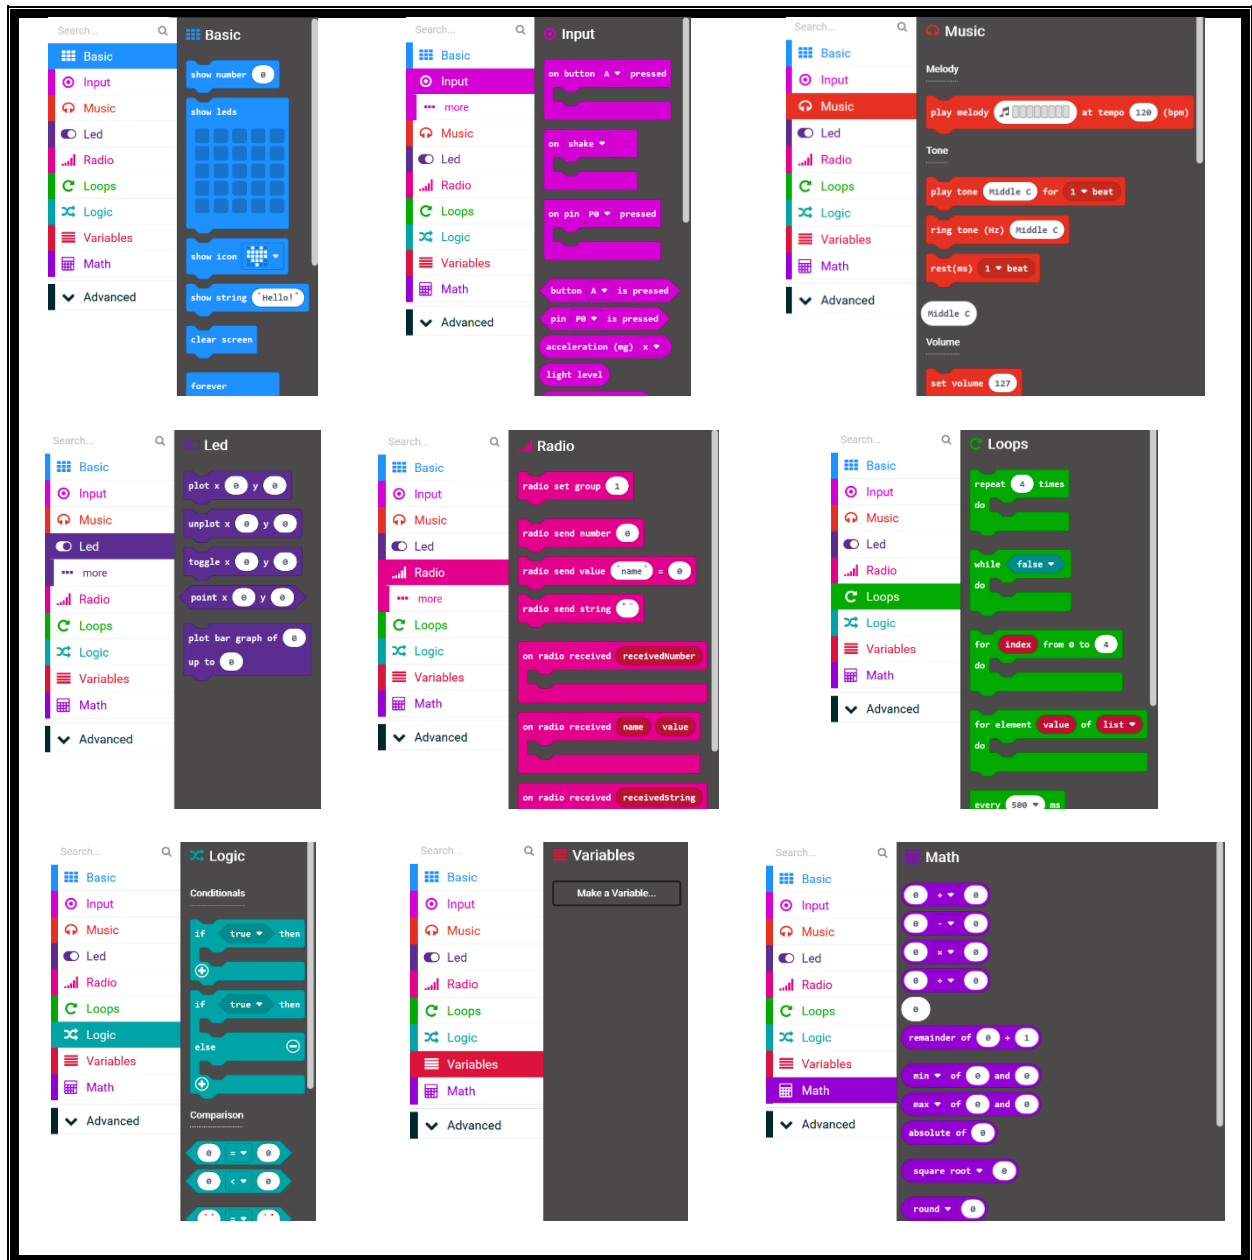 Search...
Basic
Input
Music
Led
Radio
Loops
Logic
Variables
Math
Advanced
Basic
show number 0
show leds
show icon
show string "Hello!"
clear screen
forever
Search...
Basic
Input
more
Music
Led
Radio
Loops
Logic
Variables
Math
Advanced
Input
on button A pressed
on shake
on pin P0 pressed
button A is pressed
pin P0 is pressed
acceleration (mg) x
light level
Search...
Basic
Input
Music
Led
Radio
Loops
Logic
Variables
Math
Advanced
Music
Melody
play melody at tempo 120 (bpm)
Tone
play tone Middle C for 1 beat
ring tone (Hz) Middle C
rest(ms) 1 beat
Middle C
Volume
set volume 127
Search...
Basic
Input
Music
Led
more
Radio
Loops
Logic
Variables
Math
Advanced
Led
plot x 0 y 0
unplot x 0 y 0
toggle x 0 y 0
point x 0 y 0
plot bar graph of 0
up to 0
Search...
Basic
Input
Music
Led
Radio
more
Loops
Logic
Variables
Math
Advanced
Radio
radio set group 1
radio send number 0
radio send value "name" = 0
radio send string " "
on radio received receivedNumber
on radio received name value
on radio received receivedString
Search...
Basic
Input
Music
Led
Radio
Loops
Logic
Variables
Math
Advanced
Loops
repeat 4 times
do
while false
do
for index from 0 to 4
do
for element value of list
do
every 500 ms
Search...
Basic
Input
Music
Led
Radio
Loops
Logic
Variables
Math
Advanced
Logic
Conditionals
if true then
if true then
else
Comparison
0 = 0
0 < 0
" " = " "
Search...
Basic
Input
Music
Led
Radio
Loops
Logic
Variables
Math
Advanced
Variables
Make a Variable...
Search...
Basic
Input
Music
Led
Radio
Loops
Logic
Variables
Math
Advanced
Math
0 + 0
0 - 0
0 x 0
0 ÷ 0
0
remainder of 0 ÷ 1
min of 0 and 0
max of 0 and 0
absolute of 0
square root 0
round 0